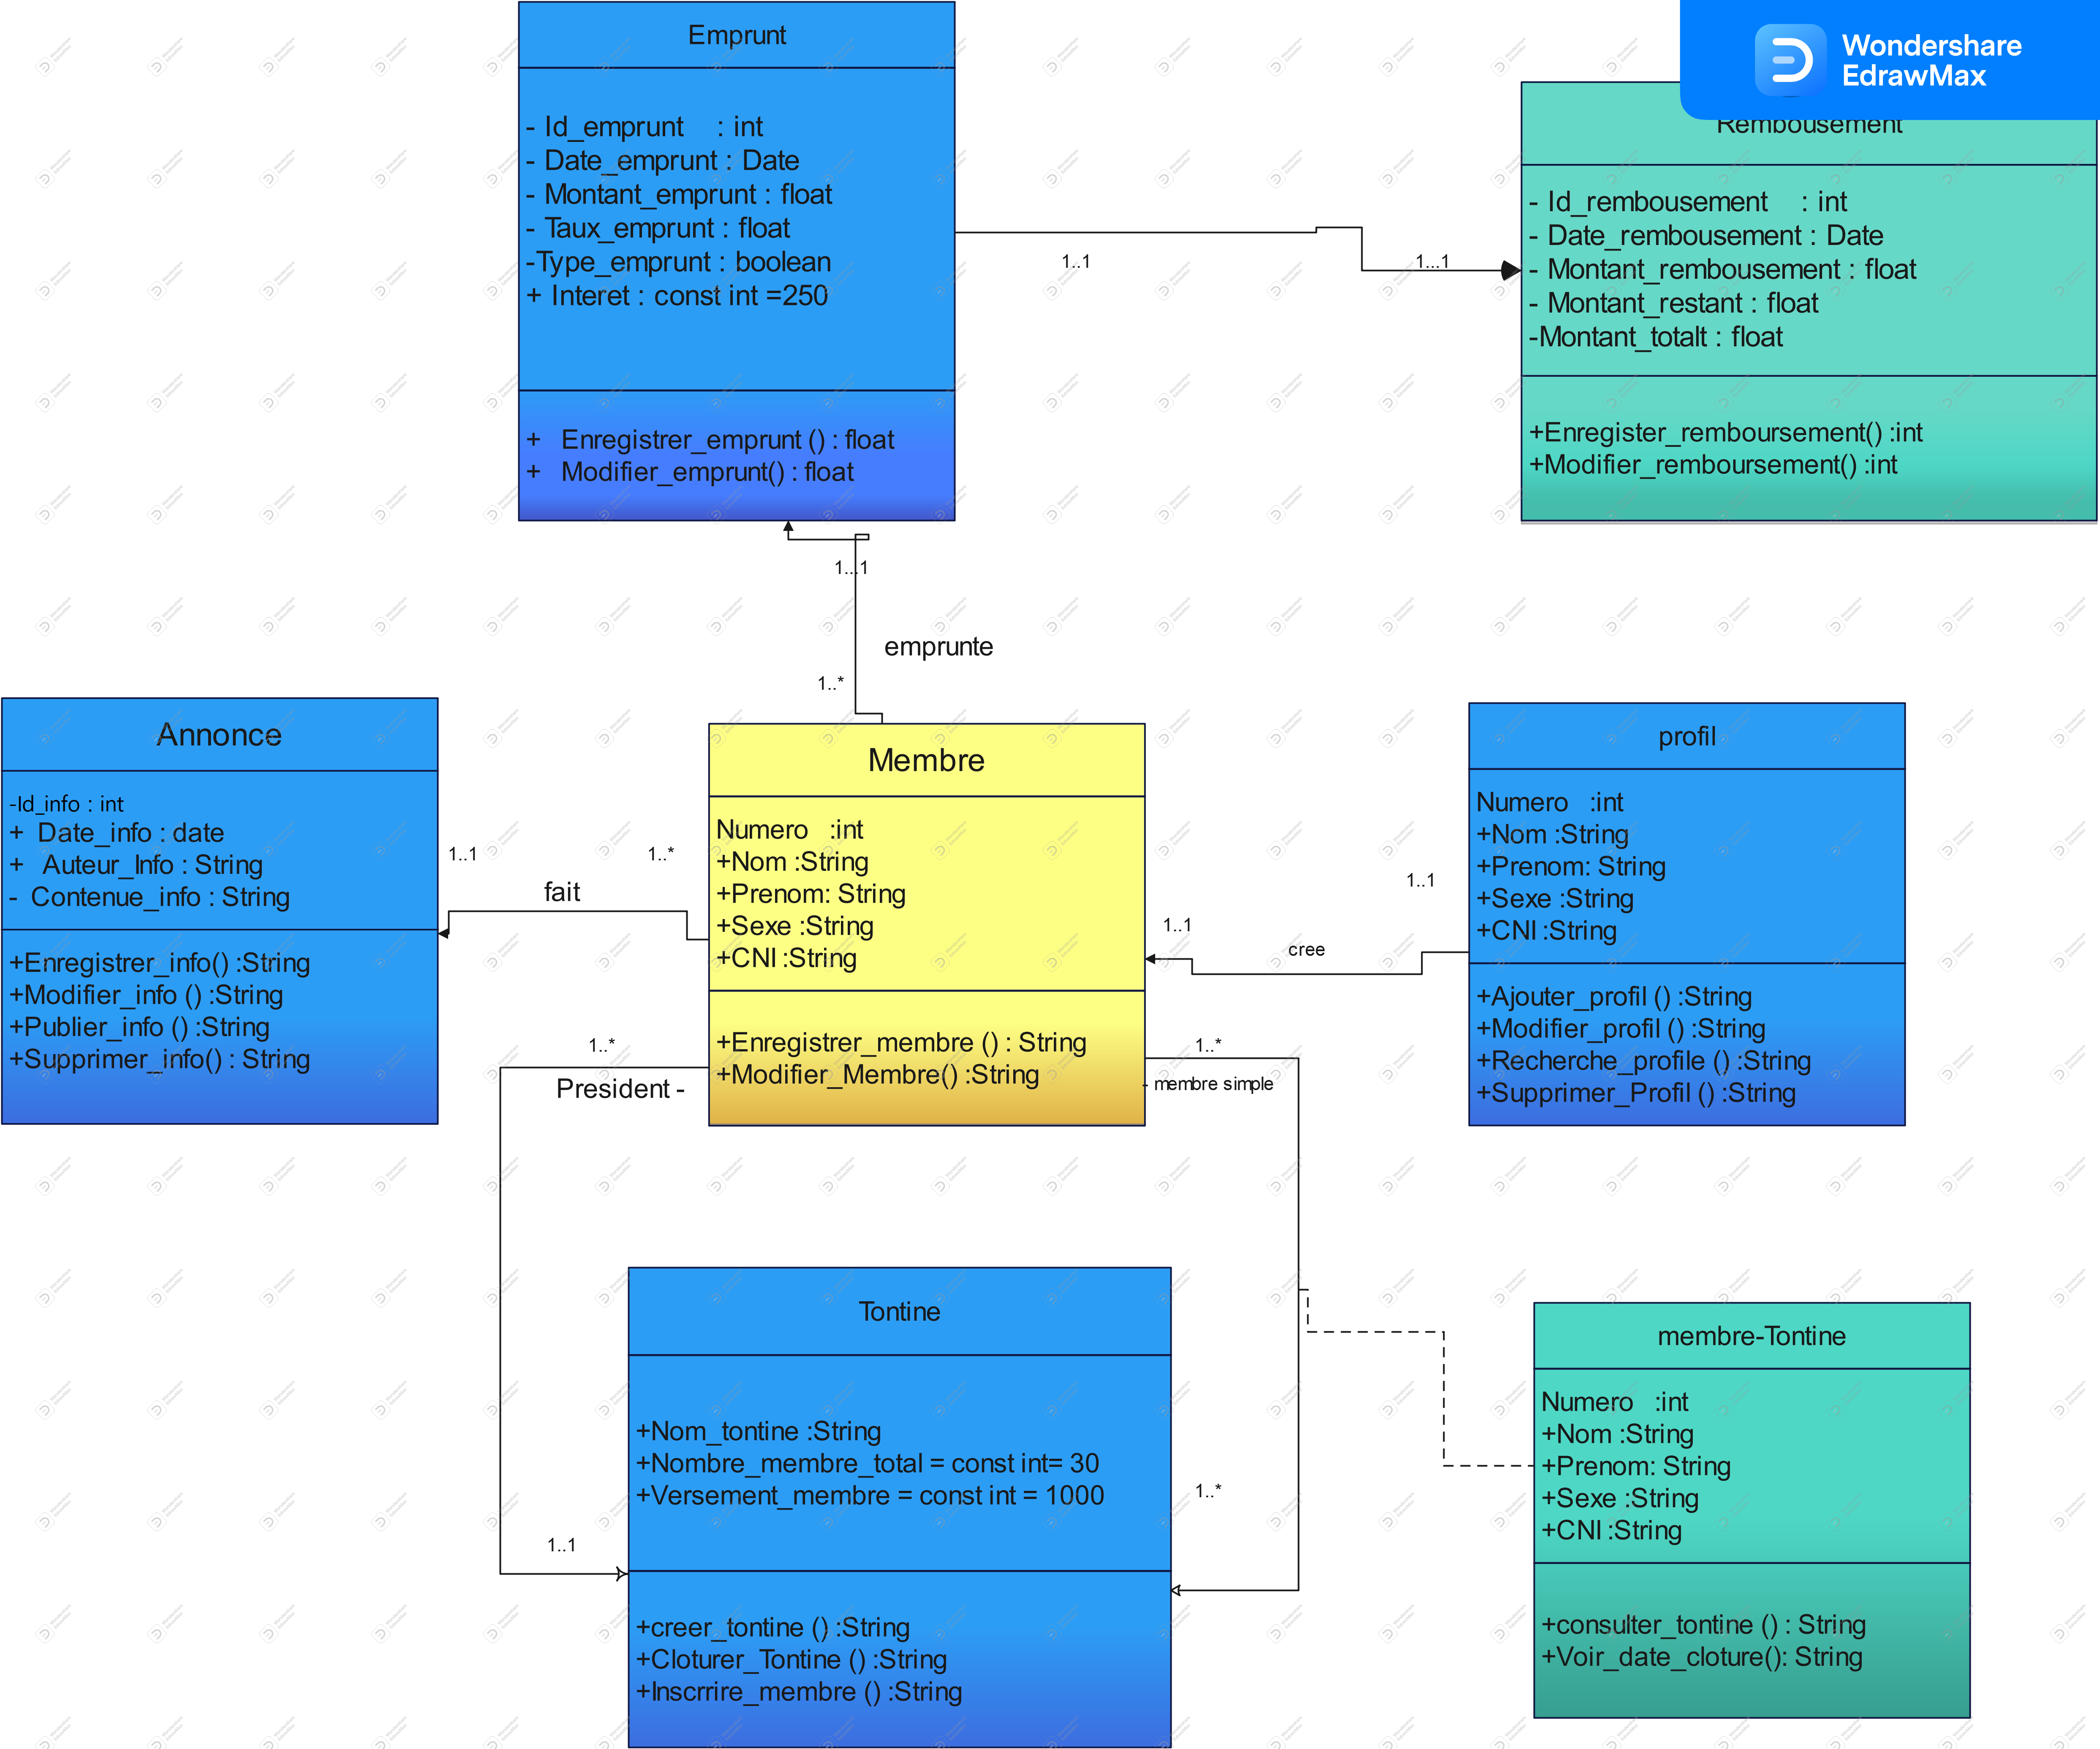 Emprunt
- Id_emprunt : int
- Date_emprunt : Date
- Montant_emprunt : float
- Taux_emprunt : float
-Type_emprunt : boolean
+ Interet : const int =250
+ Enregistrer_emprunt () : float
+ Modifier_emprunt() : float
Wondershare
EdrawMax
Rembousement
- Id_rembousement : int
- Date_rembousement : Date
- Montant_rembousement : float
- Montant_restant : float
-Montant_totalt : float
+Enregister_remboursement() :int
+Modifier_remboursement() :int
1..1
1...1
1...1
emprunte
1..*
Annonce
-Id_info : int
+ Date_info : date
+ Auteur_Info : String
- Contenue_info : String
+Enregistrer_info() :String
+Modifier_info () :String
+Publier_info () :String
+Supprimer_info() : String
1..1
1..*
fait
Membre
Numero :int
+Nom :String
+Prenom: String
+Sexe :String
+CNI :String
+Enregistrer_membre () : String
+Modifier_Membre() :String
1..1
1..1
cree
profil
Numero :int
+Nom :String
+Prenom: String
+Sexe :String
+CNI :String
+Ajouter_profil () :String
+Modifier_profil () :String
+Recherche_profile () :String
+Supprimer_Profil () :String
1..*
President -
1..*
- membre simple
Tontine
+Nom_tontine :String
+Nombre_membre_total = const int= 30
+Versement_membre = const int = 1000
+creer_tontine () :String
+Cloturer_Tontine () :String
+Inscrrire_membre () :String
1..1
1..*
membre-Tontine
Numero :int
+Nom :String
+Prenom: String
+Sexe :String
+CNI :String
+consulter_tontine () : String
+Voir_date_cloture(): String